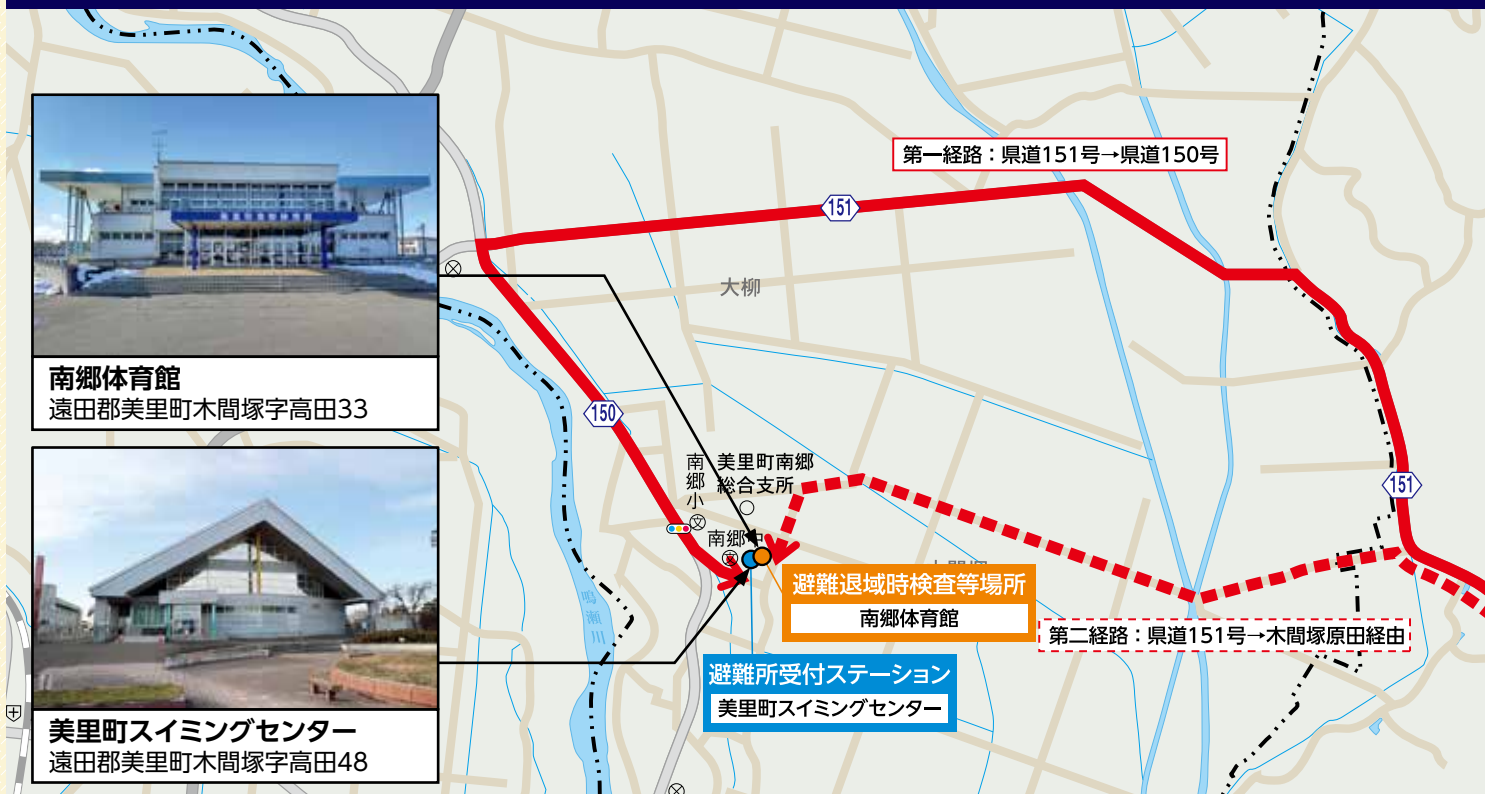 第一経路：県道151号→県道150号
151
大柳
南郷体育館
遠田郡美里町木間塚字高田33
150
151
南郷小
美里町南郷
総合支所
南郷中
避難退域時検査等場所
南郷体育館
鳴瀬川
第二経路：県道151号→木間塚原田経由
避難所受付ステーション
美里町スイミングセンター
美里町スイミングセンター
遠田郡美里町木間塚字高田48